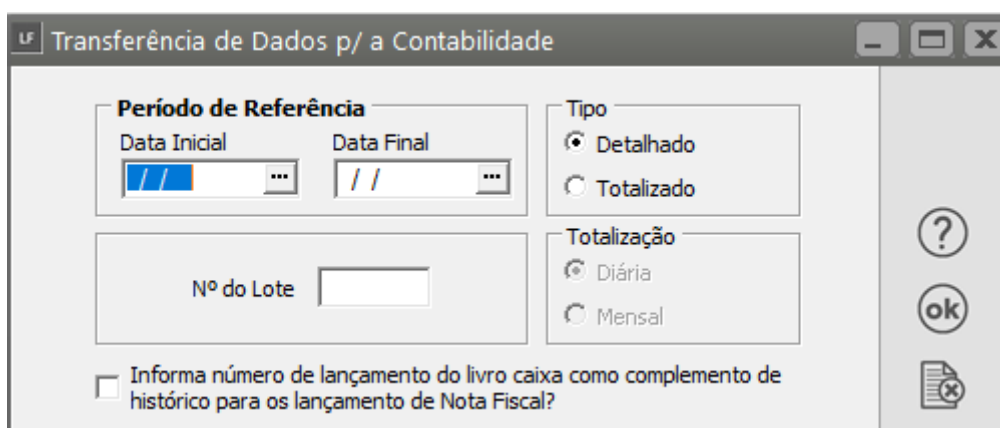 LF Transferência de Dados p/ a Contabilidade
Período de Referência
Data Inicial Data Final
/ / ... / / ...
Tipo
Detalhado
Totalizado
Nº do Lote
Totalização
Diária
Mensal
Informa número de lançamento do livro caixa como complemento de
histórico para os lançamento de Nota Fiscal?
?
ok